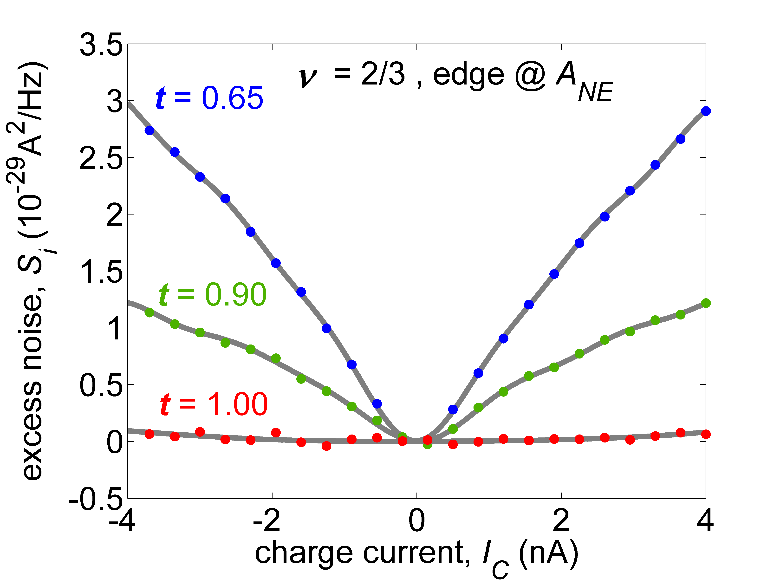 3.5
ν = 2/3 , edge @ A_NE
t = 0.65
3
2.5
2
1.5
t = 0.90
1
0.5
t = 1.00
0
-0.5
-4 -2 0 2 4
charge current, I_C (nA)
excess noise, S_i (10^-29 A^2/Hz)